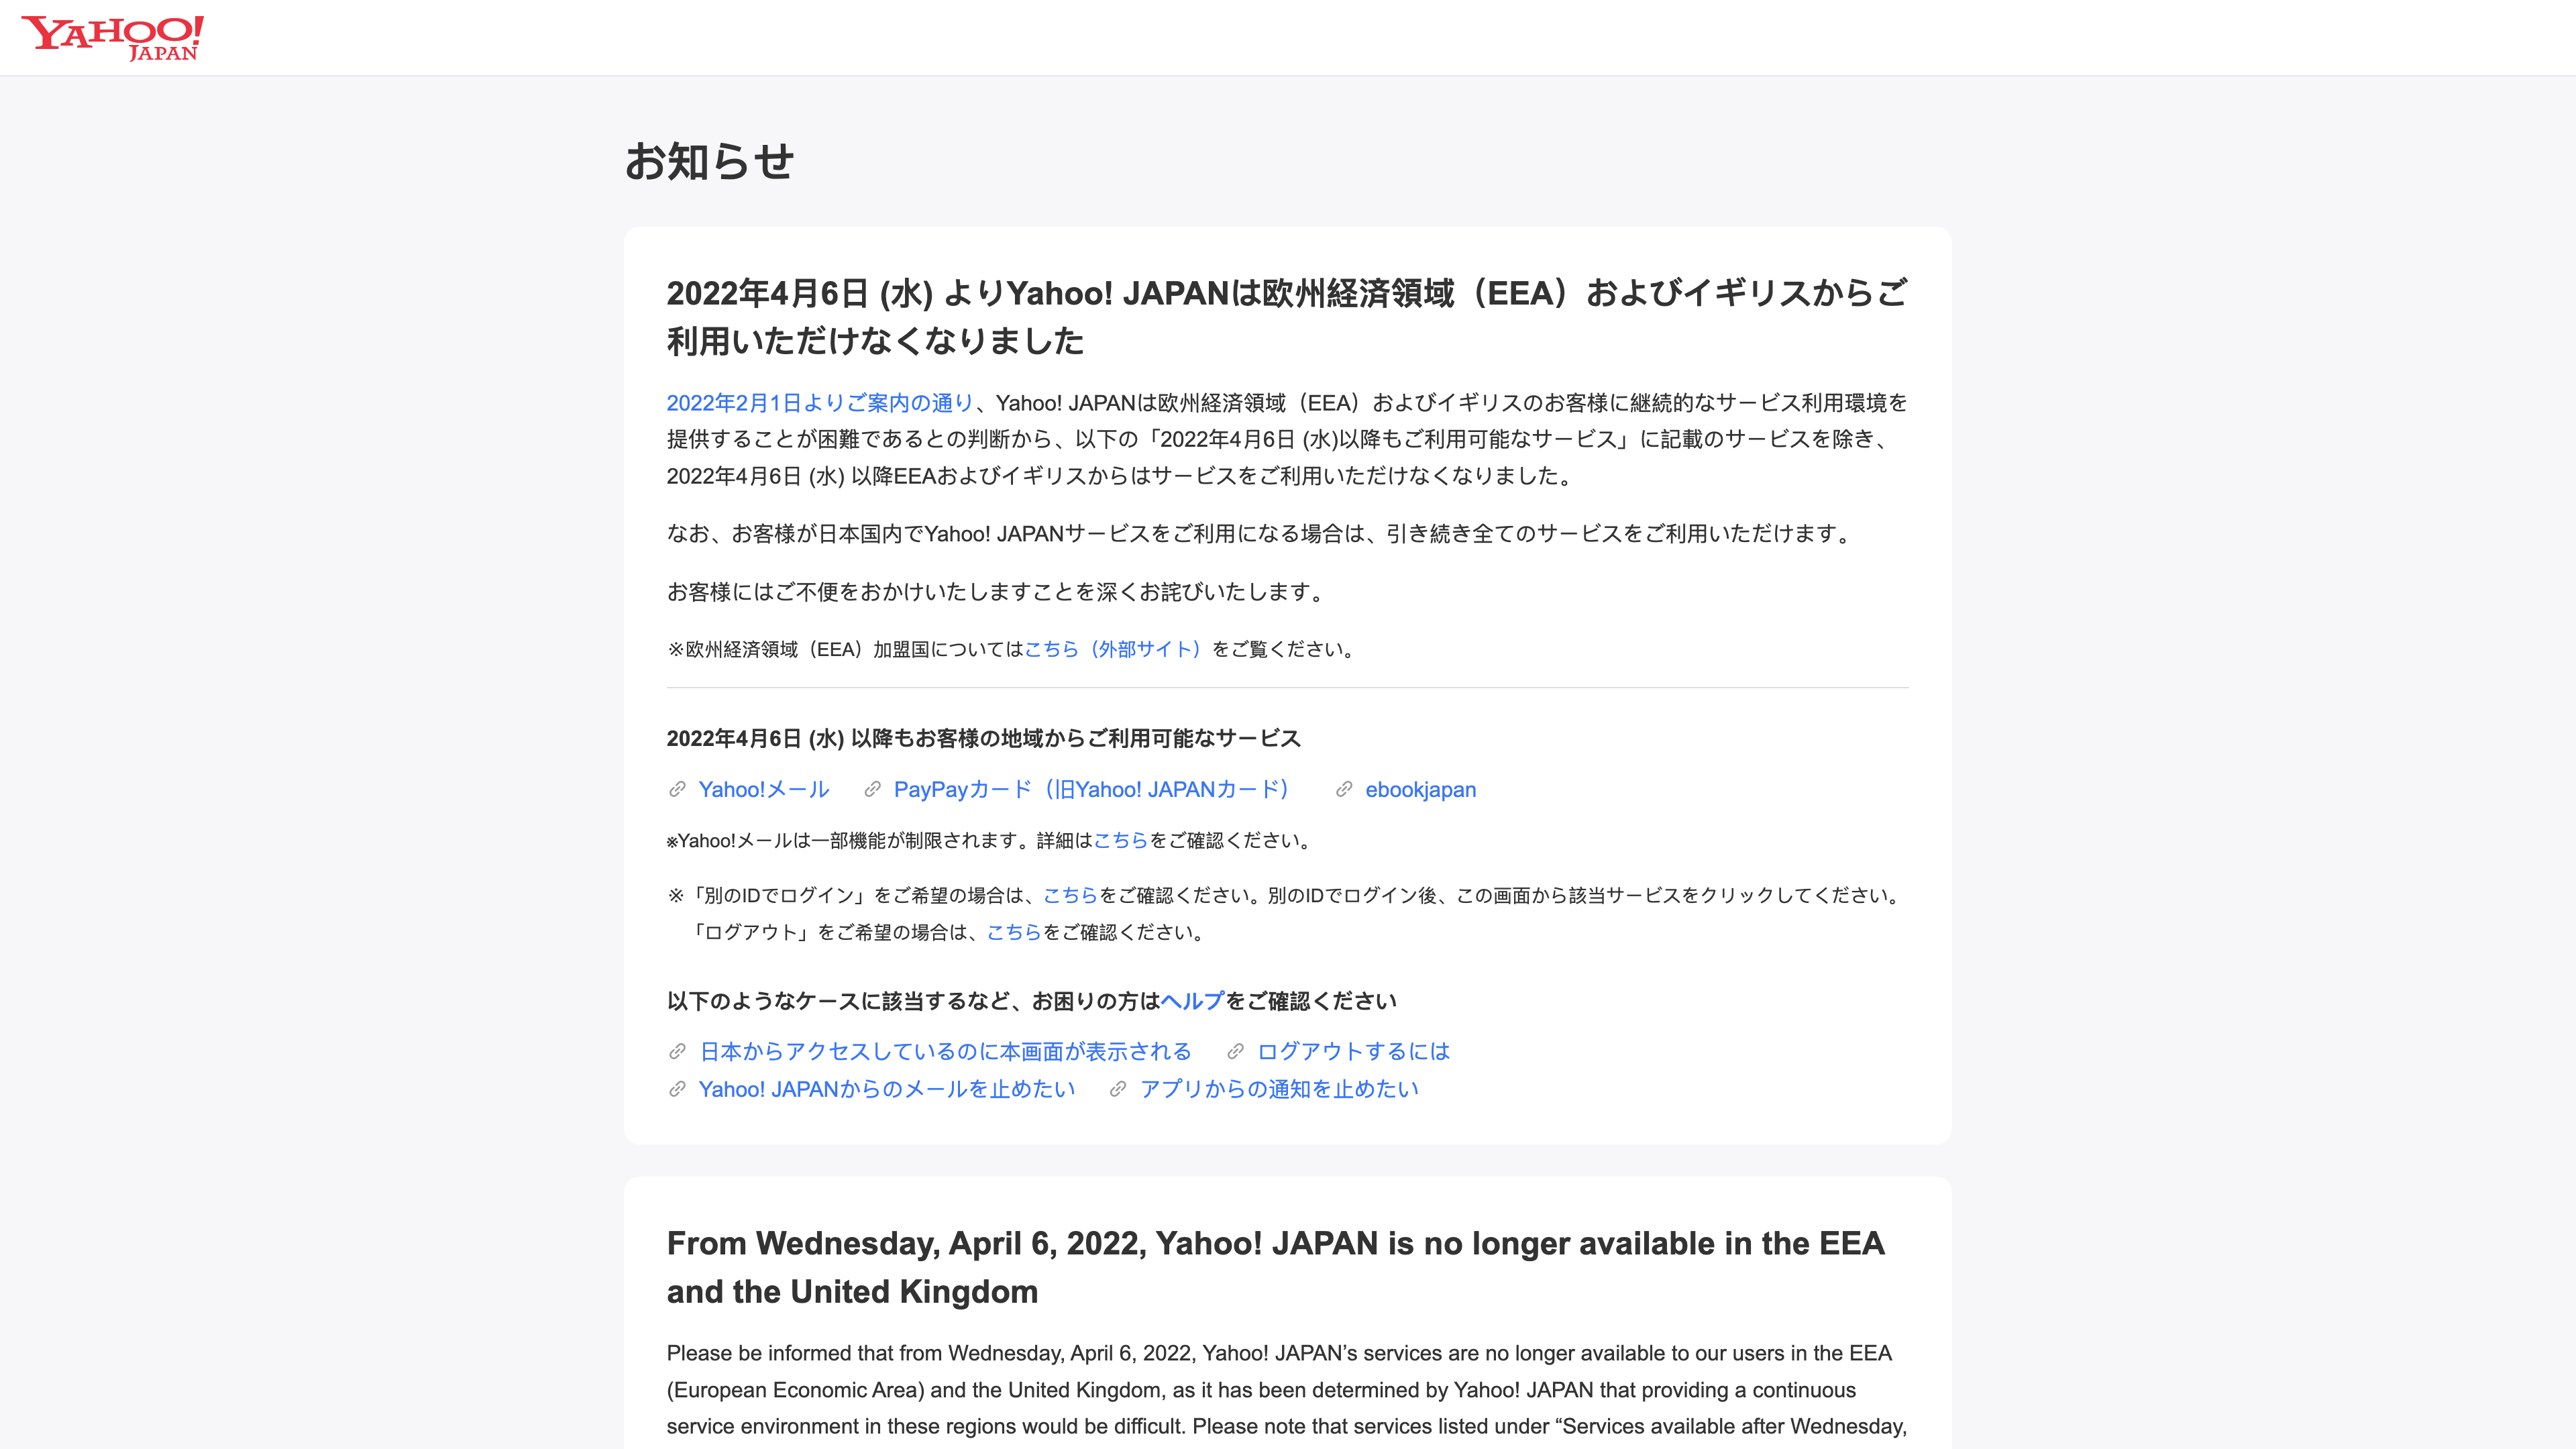 YAHOO!
JAPAN
お知らせ
2022年4月6日 (水) よりYahoo! JAPANは欧州経済領域（EEA）およびイギリスからご
利用いただけなくなりました
2022年2月1日よりご案内の通り、Yahoo! JAPANは欧州経済領域（EEA）およびイギリスのお客様に継続的なサービス利用環境を
提供することが困難であるとの判断から、以下の「2022年4月6日 (水)以降もご利用可能なサービス」に記載のサービスを除き、
2022年4月6日 (水) 以降EEAおよびイギリスからはサービスをご利用いただけなくなりました。
なお、お客様が日本国内でYahoo! JAPANサービスをご利用になる場合は、引き続き全てのサービスをご利用いただけます。
お客様にはご不便をおかけいたしますことを深くお詫びいたします。
※欧州経済領域（EEA）加盟国についてはこちら（外部サイト）をご覧ください。
2022年4月6日 (水) 以降もお客様の地域からご利用可能なサービス
Yahoo!メール PayPayカード（旧Yahoo! JAPANカード） ebookjapan
※Yahoo!メールは一部機能が制限されます。詳細はこちらをご確認ください。
※「別のIDでログイン」をご希望の場合は、こちらをご確認ください。別のIDでログイン後、この画面から該当サービスをクリックしてください。
「ログアウト」をご希望の場合は、こちらをご確認ください。
以下のようなケースに該当するなど、お困りの方はヘルプをご確認ください
日本からアクセスしているのに本画面が表示される ログアウトするには
Yahoo! JAPANからのメールを止めたい アプリからの通知を止めたい
From Wednesday, April 6, 2022, Yahoo! JAPAN is no longer available in the EEA
and the United Kingdom
Please be informed that from Wednesday, April 6, 2022, Yahoo! JAPAN’s services are no longer available to our users in the EEA
(European Economic Area) and the United Kingdom, as it has been determined by Yahoo! JAPAN that providing a continuous
service environment in these regions would be difficult. Please note that services listed under “Services available after Wednesday,